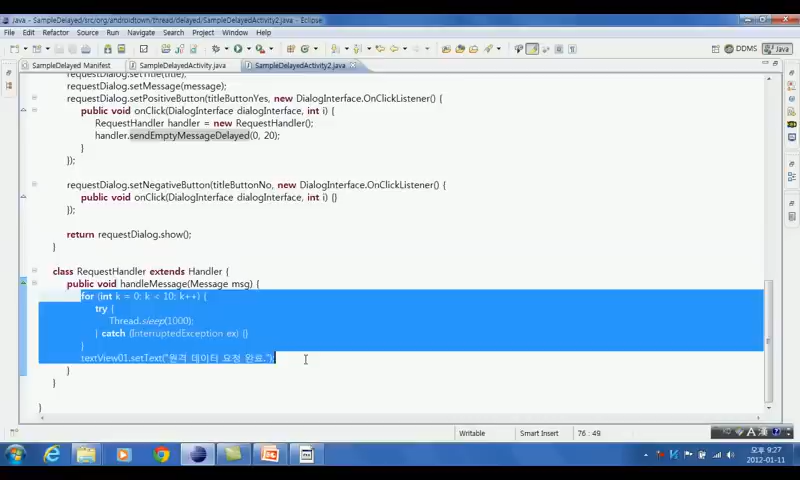 Java - SampleDelayed/src/org/androidtown/thread/delayed/SampleDelayedActivity2.java - Eclipse
File Edit Refactor Source Navigate Search Project Run Window Help
DDMS Java
SampleDelayed Manifest SampleDelayedActivity.java SampleDelayedActivity2.java
requestDialog.setTitle(title);
requestDialog.setMessage(message);
requestDialog.setPositiveButton(titleButtonYes, new DialogInterface.OnClickListener() {
public void onClick(DialogInterface dialogInterface, int i) {
RequestHandler handler = new RequestHandler();
handler.sendEmptyMessageDelayed(0, 20);
}
});
requestDialog.setNegativeButton(titleButtonNo, new DialogInterface.OnClickListener() {
public void onClick(DialogInterface dialogInterface, int i) {}
});
return requestDialog.show();
}
class RequestHandler extends Handler {
public void handleMessage(Message msg) {
for (int k = 0; k < 10; k++) {
try {
Thread.sleep(1000);
} catch (InterruptedException ex) {}
}
textView01.setText("원격 데이터 요청 완료.");
}
}
}
Writable Smart Insert 76 : 49
A 漢
오후 9:27
2012-01-11